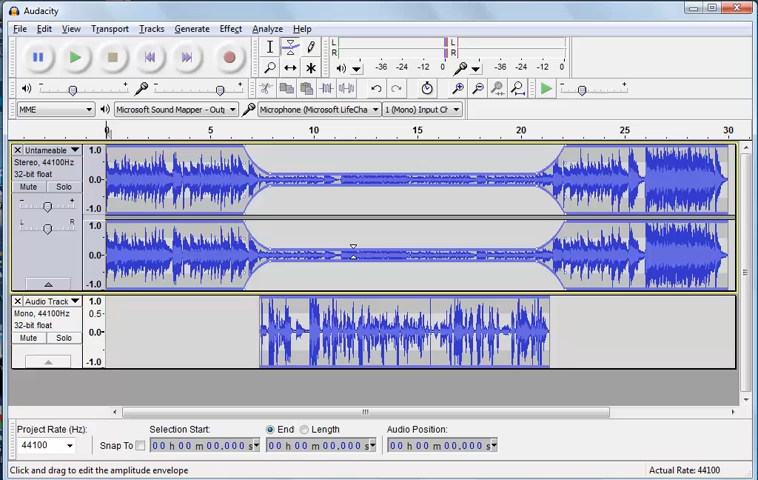 Audacity
File Edit View Transport Tracks Generate Effect Analyze Help
L
R
-36 -24 -12 0
L
R
-36 -24 -12 0
MME Microsoft Sound Mapper - Outp Microphone (Microsoft LifeCha 1 (Mono) Input Ch
0 5 10 15 20 25 30
Untameable
Stereo, 44100Hz
32-bit float
Mute Solo
- +
L R
1.0
0.0
-1.0
1.0
0.0
-1.0
Audio Track
Mono, 44100Hz
32-bit float
Mute Solo
1.0
0.5
0.0
-1.0
Project Rate (Hz): Selection Start: End Length Audio Position:
44100 Snap To 00 h 00 m 00.000 s 00 h 00 m 00.000 s 00 h 00 m 00.000 s
Click and drag to edit the amplitude envelope Actual Rate: 44100